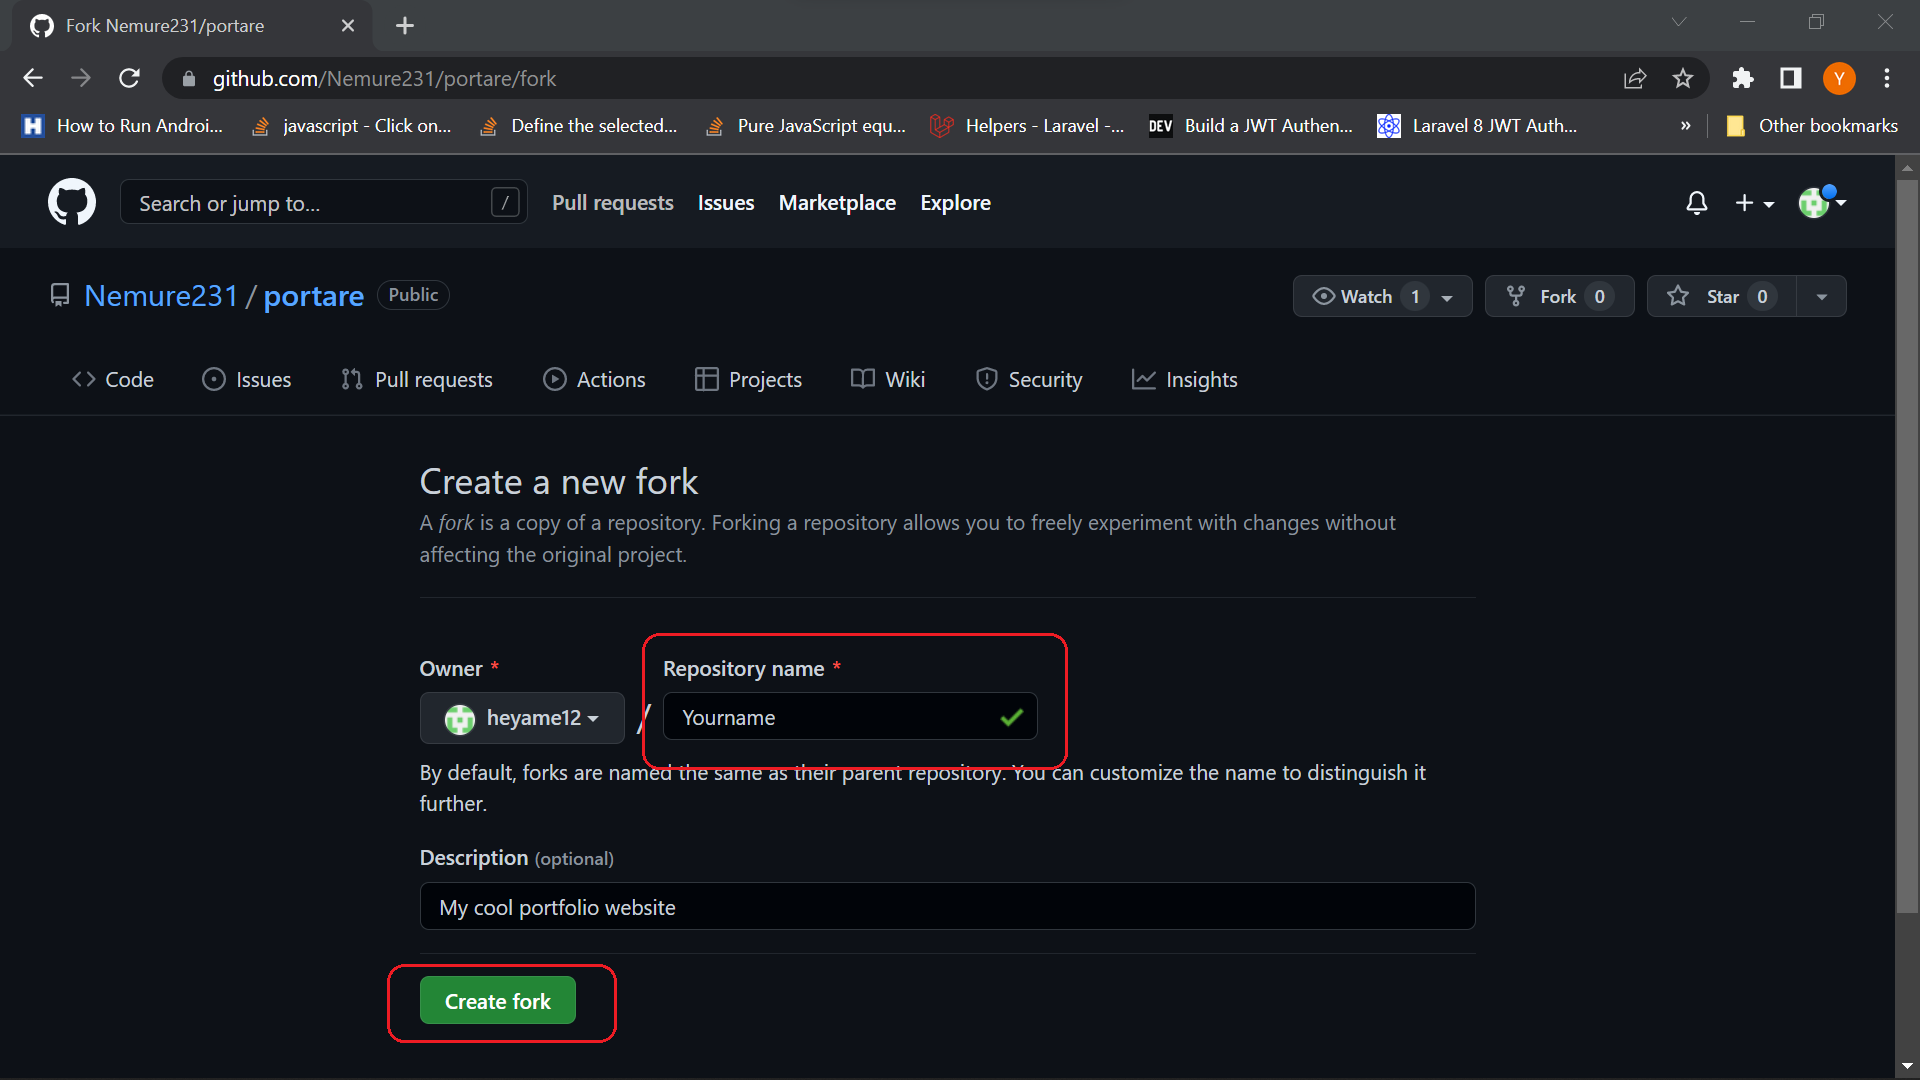 Fork Nemure231/portare
github.com/Nemure231/portare/fork
Y
How to Run Androi...
javascript - Click on...
Define the selected...
Pure JavaScript equ...
Helpers - Laravel -...
DEV Build a JWT Authen...
Laravel 8 JWT Auth...
»
Other bookmarks
Search or jump to...
/
Pull requests
Issues
Marketplace
Explore
Nemure231 / portare
Public
Watch 1
Fork 0
Star 0
Code
Issues
Pull requests
Actions
Projects
Wiki
Security
Insights
Create a new fork
A fork is a copy of a repository. Forking a repository allows you to freely experiment with changes without
affecting the original project.
Owner *
Repository name *
heyame12
/
Yourname
By default, forks are named the same as their parent repository. You can customize the name to distinguish it
further.
Description (optional)
My cool portfolio website
Create fork